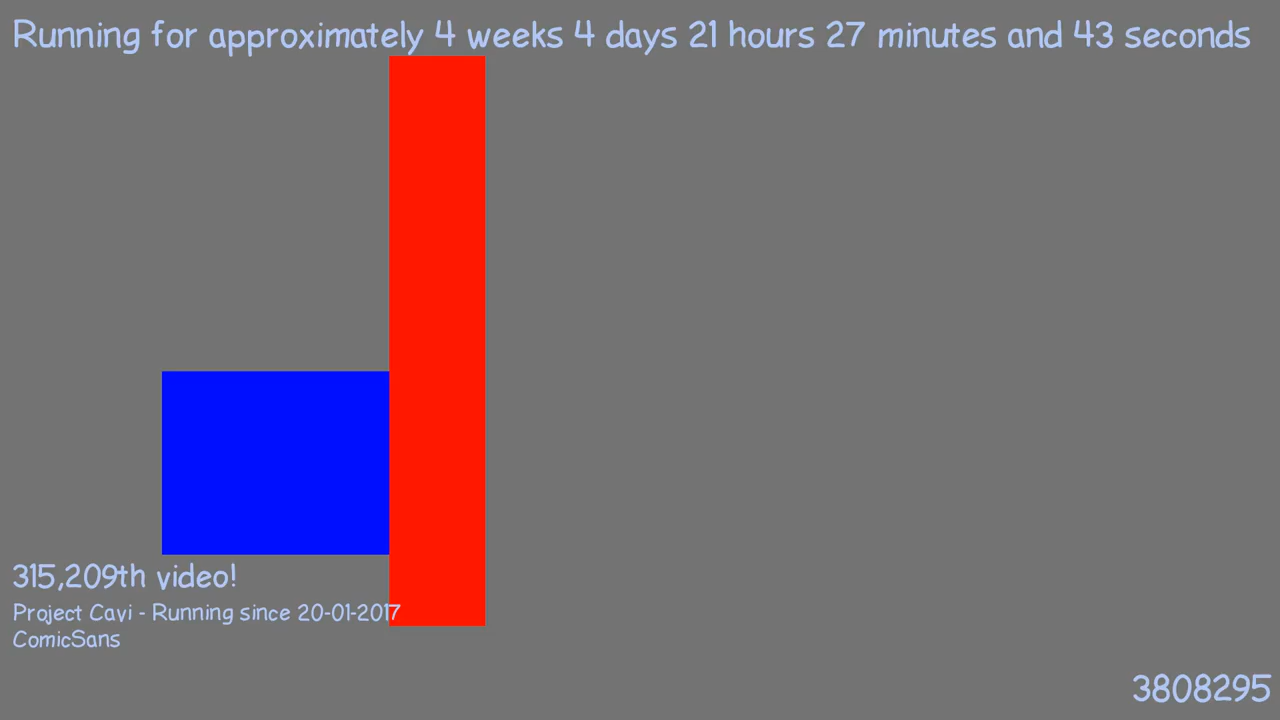 Running for approximately 4 weeks 4 days 21 hours 27 minutes and 43 seconds
315,209th video!
Project Cavi - Running since 20-01-2017
ComicSans
3808295